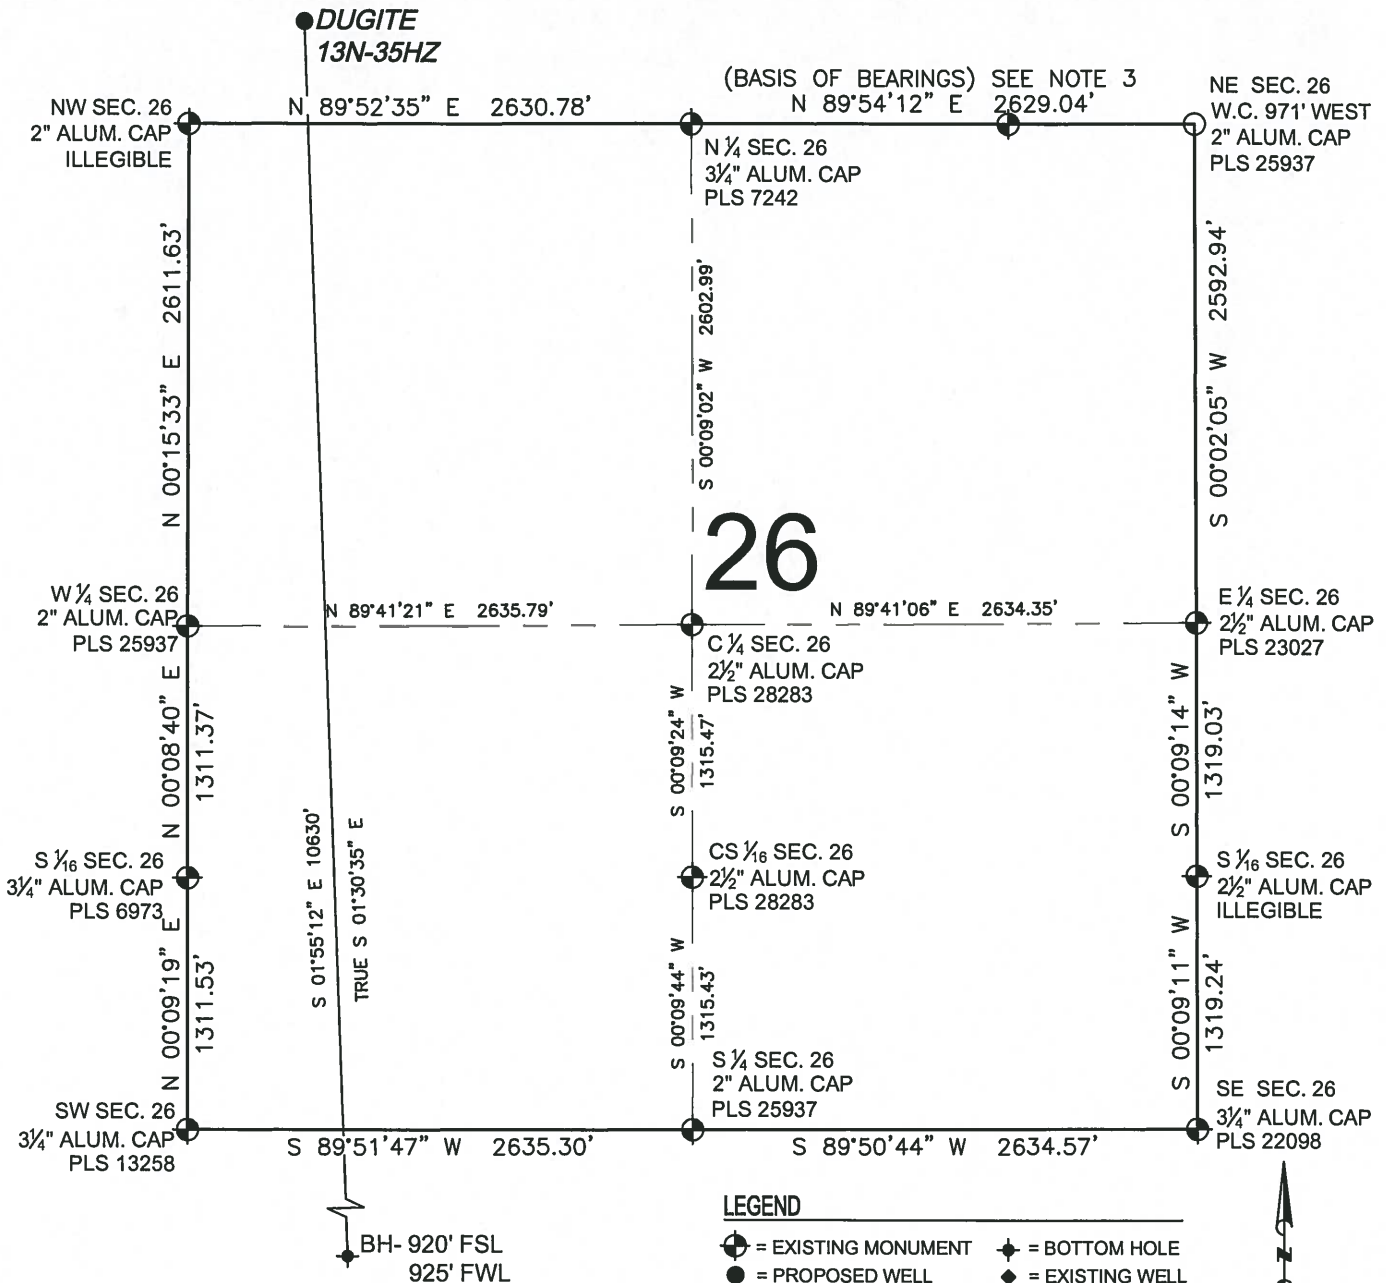 DUGITE
13N-35HZ
(BASIS OF BEARINGS) SEE NOTE 3
NW SEC. 26
2" ALUM. CAP
ILLEGIBLE
N 89°52'35" E 2630.78'
N 89°54'12" E 2629.04'
NE SEC. 26
W.C. 971' WEST
2" ALUM. CAP
PLS 25937
N ¼ SEC. 26
3¼" ALUM. CAP
PLS 7242
N 00°15'33" E 2611.63'
S 00°09'02" W 2602.99'
S 00°02'05" W 2592.94'
26
W ¼ SEC. 26
2" ALUM. CAP
PLS 25937
N 89°41'21" E 2635.79'
N 89°41'06" E 2634.35'
E ¼ SEC. 26
2½" ALUM. CAP
PLS 23027
C ¼ SEC. 26
2½" ALUM. CAP
PLS 28283
N 00°08'40" E
1311.37'
S 00°09'24" W
1315.47'
S 00°09'14" W
1319.03'
S 1/16 SEC. 26
3¼" ALUM. CAP
PLS 6973
S 01°55'12" E 10630'
TRUE S 01°30'35" E
CS 1/16 SEC. 26
2½" ALUM. CAP
PLS 28283
S 1/16 SEC. 26
2½" ALUM. CAP
ILLEGIBLE
N 00°09'19" E
1311.53'
S 00°09'44" W
1315.43'
S 00°09'11" W
1319.24'
S ¼ SEC. 26
2" ALUM. CAP
PLS 25937
SW SEC. 26
3¼" ALUM. CAP
PLS 13258
S 89°51'47" W 2635.30'
S 89°50'44" W 2634.57'
SE SEC. 26
3¼" ALUM. CAP
PLS 22098
BH- 920' FSL
925' FWL
LEGEND
= EXISTING MONUMENT
= BOTTOM HOLE
= PROPOSED WELL
= EXISTING WELL
N